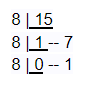 8 | 15
8 | 1 -- 7
8 | 0 -- 1